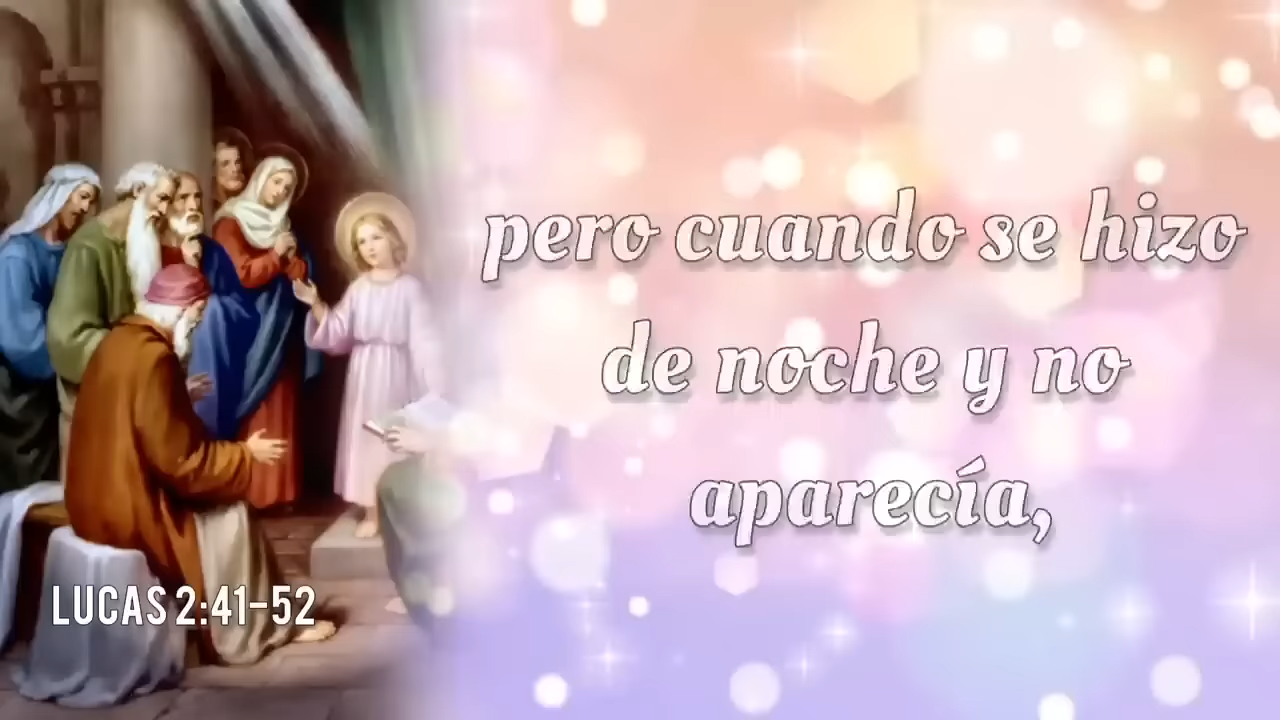 pero cuando se hizo
de noche y no
aparecía,
LUCAS 2:41-52